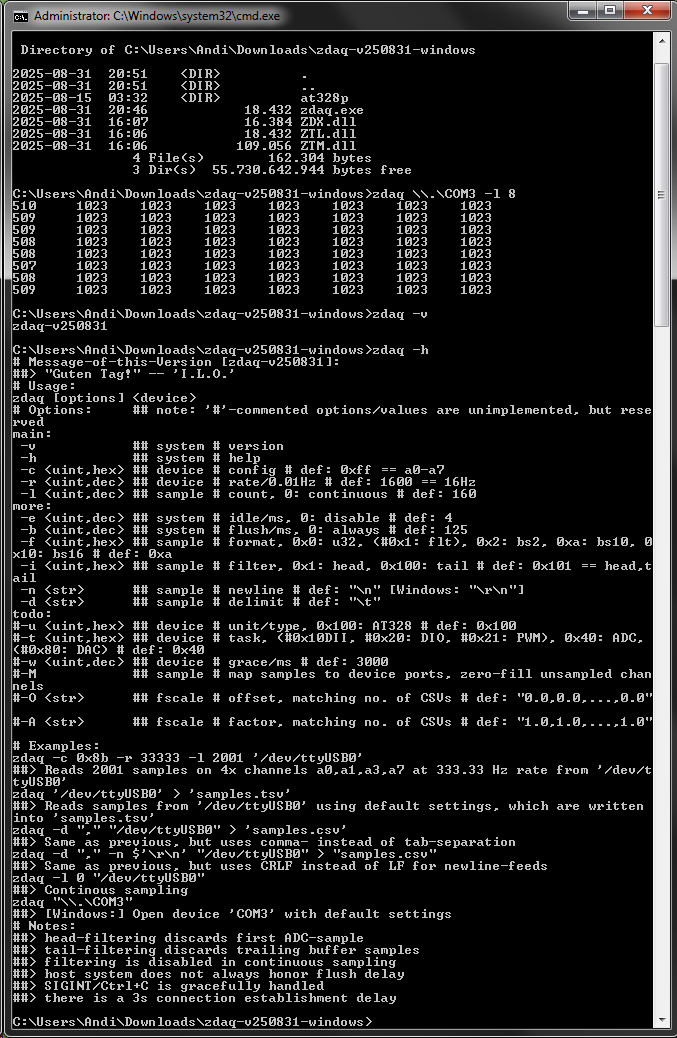 Administrator: C:\Windows\system32\cmd.exe
 Directory of C:\Users\Andi\Downloads\zdaq-v250831-windows
2025-08-31  20:51    <DIR>          .
2025-08-31  20:51    <DIR>          ..
2025-08-15  03:32    <DIR>          at328p
2025-08-31  20:46            18.432 zdaq.exe
2025-08-31  16:07            16.384 ZDX.dll
2025-08-31  16:06            18.432 ZTL.dll
2025-08-31  16:06           109.056 ZTM.dll
               4 File(s)        162.304 bytes
               3 Dir(s)  55.730.642.944 bytes free
C:\Users\Andi\Downloads\zdaq-v250831-windows>zdaq \\.\COM3 -l 8
510     1023    1023    1023    1023    1023    1023    1023
509     1023    1023    1023    1023    1023    1023    1023
509     1023    1023    1023    1023    1023    1023    1023
508     1023    1023    1023    1023    1023    1023    1023
508     1023    1023    1023    1023    1023    1023    1023
507     1023    1023    1023    1023    1023    1023    1023
508     1023    1023    1023    1023    1023    1023    1023
509     1023    1023    1023    1023    1023    1023    1023
C:\Users\Andi\Downloads\zdaq-v250831-windows>zdaq -v
zdaq-v250831
C:\Users\Andi\Downloads\zdaq-v250831-windows>zdaq -h
# Message-of-this-Version [zdaq-v250831]:
##> "Guten Tag!" -- 'I.L.O.'
# Usage:
zdaq [options] <device>
# Options:     ## note: '#'-commented options/values are unimplemented, but rese
rved
main:
 -v            ## system # version
 -h            ## system # help
 -c <uint,hex> ## device # config # def: 0xff == a0-a7
 -r <uint,dec> ## device # rate/0.01Hz # def: 1600 == 16Hz
 -l <uint,dec> ## sample # count, 0: continuous # def: 160
more:
 -e <uint,dec> ## system # idle/ms, 0: disable # def: 4
 -b <uint,dec> ## system # flush/ms, 0: always # def: 125
 -f <uint,hex> ## sample # format, 0x0: u32, (#0x1: flt), 0x2: bs2, 0xa: bs10, 0
x10: bs16 # def: 0xa
 -i <uint,hex> ## sample # filter, 0x1: head, 0x100: tail # def: 0x101 == head,t
ail
 -n <str>      ## sample # newline # def: "\n" [Windows: "\r\n"]
 -d <str>      ## sample # delimit # def: "\t"
todo:
#-u <uint,hex> ## device # unit/type, 0x100: AT328 # def: 0x100
#-t <uint,hex> ## device # task, (#0x10DII, #0x20: DIO, #0x21: PWM), 0x40: ADC,
(#0x80: DAC) # def: 0x40
#-w <uint,dec> ## device # grace/ms # def: 3000
#-M            ## sample # map samples to device ports, zero-fill unsampled chan
nels
#-O <str>      ## fscale # offset, matching no. of CSVs # def: "0.0,0.0,...,0.0"
#-A <str>      ## fscale # factor, matching no. of CSVs # def: "1.0,1.0,...,1.0"
# Examples:
zdaq -c 0x8b -r 33333 -l 2001 '/dev/ttyUSB0'
##> Reads 2001 samples on 4x channels a0,a1,a3,a7 at 333.33 Hz rate from '/dev/t
tyUSB0'
zdaq '/dev/ttyUSB0' > 'samples.tsv'
##> Reads samples from '/dev/ttyUSB0' using default settings, which are written
into 'samples.tsv'
zdaq -d "," "/dev/ttyUSB0" > 'samples.csv'
##> Same as previous, but uses comma- instead of tab-separation
zdaq -d "," -n $'\r\n' "/dev/ttyUSB0" > "samples.csv"
##> Same as previous, but uses CRLF instead of LF for newline-feeds
zdaq -l 0 "/dev/ttyUSB0"
##> Continous sampling
zdaq "\\.\COM3"
##> [Windows:] Open device 'COM3' with default settings
# Notes:
##> head-filtering discards first ADC-sample
##> tail-filtering discards trailing buffer samples
##> filtering is disabled in continuous sampling
##> host system does not always honor flush delay
##> SIGINT/Ctrl+C is gracefully handled
##> there is a 3s connection establishment delay
C:\Users\Andi\Downloads\zdaq-v250831-windows>